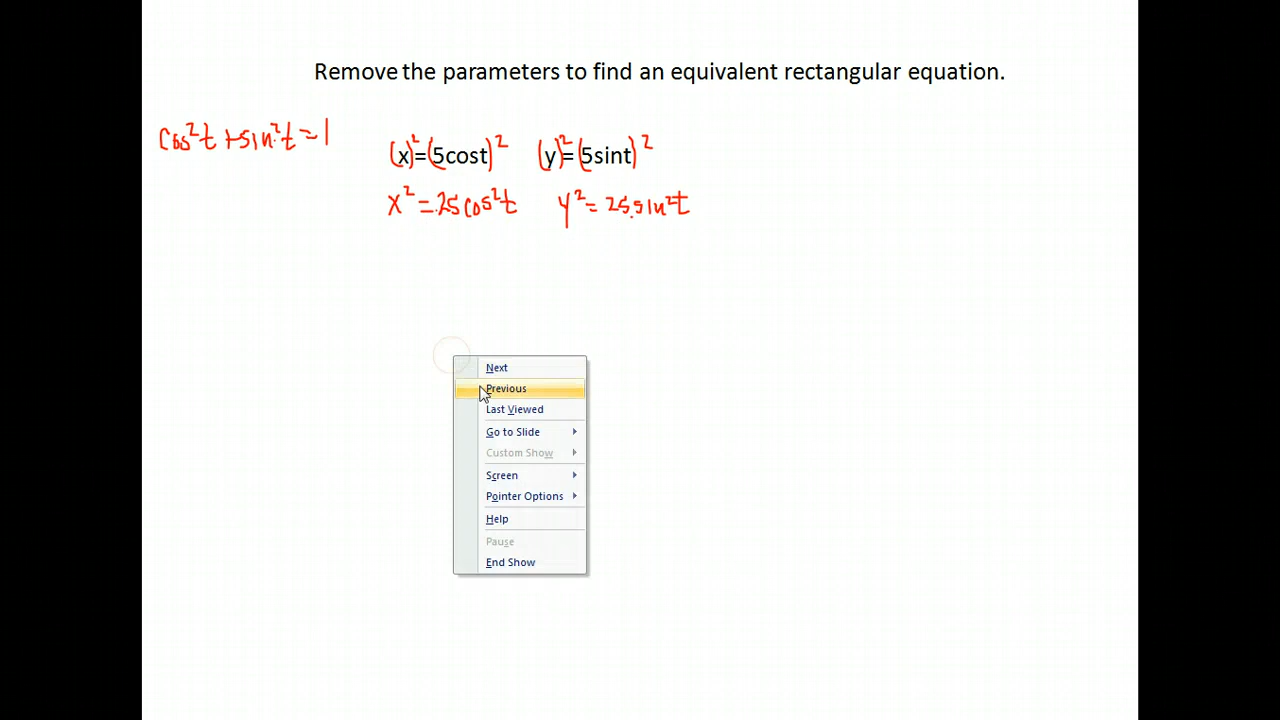 Remove the parameters to find an equivalent rectangular equation.
cos²t + sin²t = 1
(x)²=(5cost)² (y)²=(5sint)²
x² = 25cos²t y² = 25sin²t
Next
Previous
Last Viewed
Go to Slide
Custom Show
Screen
Pointer Options
Help
Pause
End Show